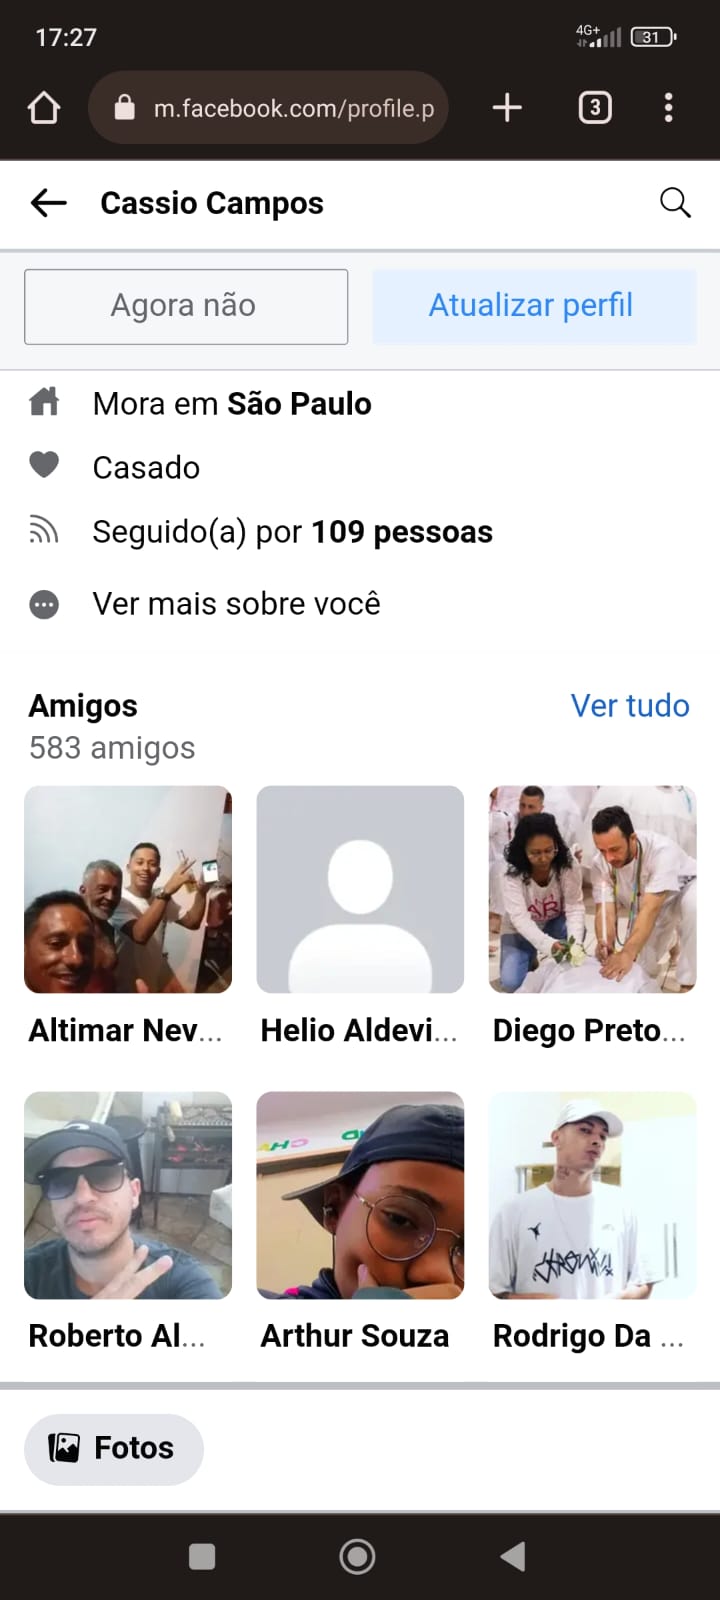 17:27
4G+
31
m.facebook.com/profile.p
3
Cassio Campos
Agora não
Atualizar perfil
Mora em São Paulo
Casado
Seguido(a) por 109 pessoas
Ver mais sobre você
Amigos
Ver tudo
583 amigos
Altimar Nev...
Helio Aldevi...
Diego Preto...
Roberto Al...
Arthur Souza
Rodrigo Da ...
Fotos